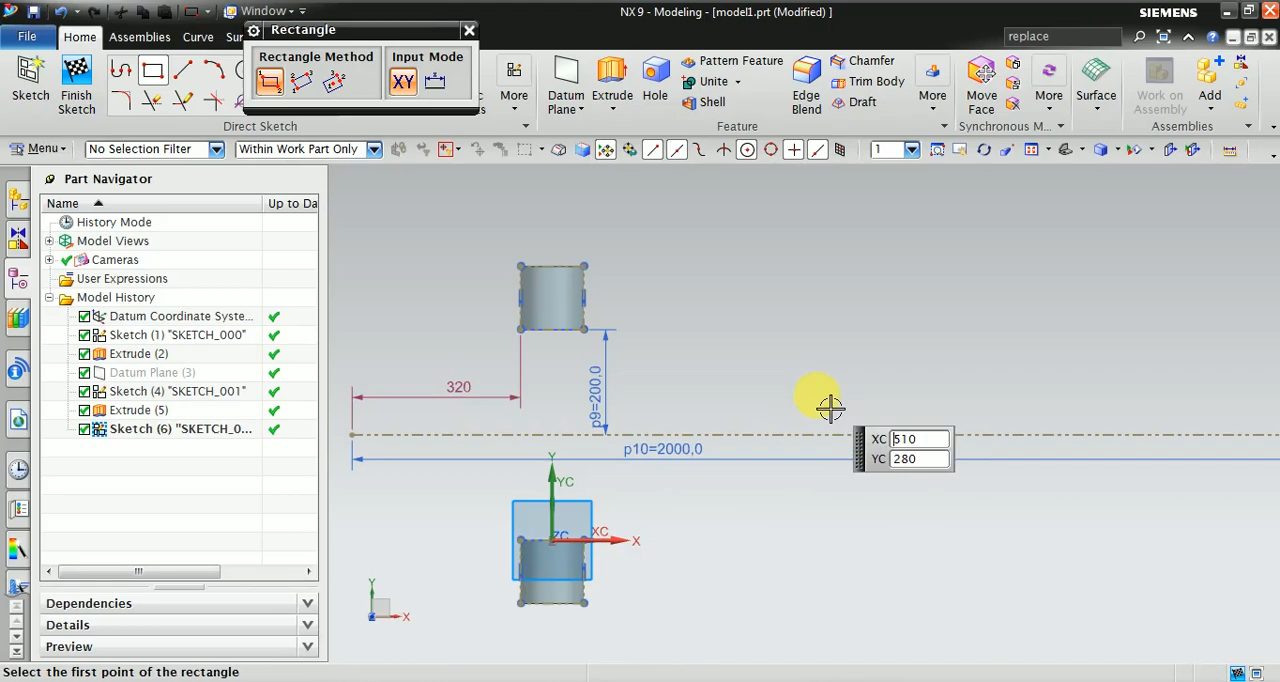 Window
NX 9 - Modeling - [model1.prt (Modified) ]
SIEMENS
File
Home
Assemblies
Curve
Su
replace
Rectangle
Rectangle Method
Input Mode
XY
Sketch
Finish
Sketch
Direct Sketch
More
Datum
Plane
Extrude
Hole
Pattern Feature
Unite
Shell
Edge
Blend
Chamfer
Trim Body
Draft
More
Feature
Move
Face
More
Synchronous M...
Surface
Work on
Assembly
Add
Assemblies
Menu
No Selection Filter
Within Work Part Only
1
Part Navigator
Name
Up to Da
History Mode
Model Views
Cameras
User Expressions
Model History
Datum Coordinate Syste...
Sketch (1) "SKETCH_000"
Extrude (2)
Datum Plane (3)
Sketch (4) "SKETCH_001"
Extrude (5)
Sketch (6) "SKETCH_0...
Dependencies
Details
Preview
320
p9=200,0
p10=2000,0
XC 510
YC 280
Y
YC
ZC
XC
X
Y
X
Select the first point of the rectangle